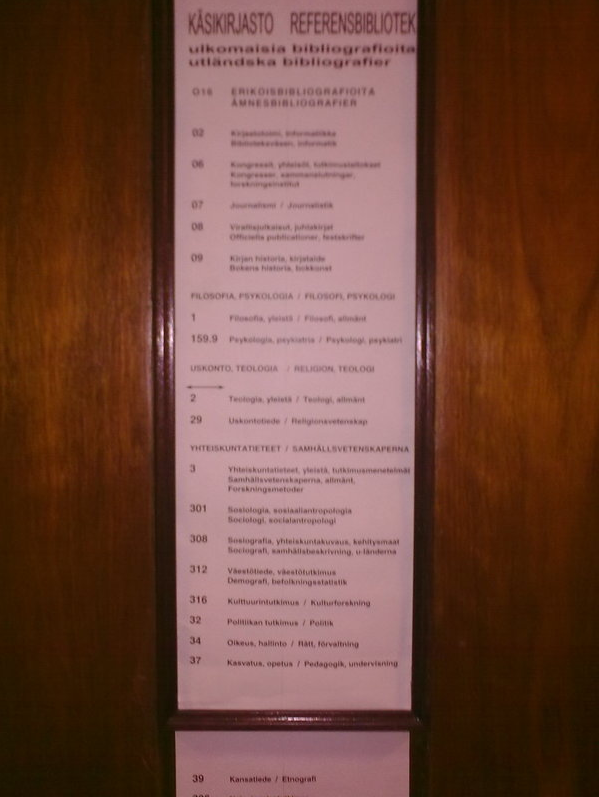 KÄSIKIRJASTO REFERENSBIBLIOTEK
ulkomaisia bibliografioita
utländska bibliografier
016 ERIKOISBIBLIOGRAFIOITA
ÄMNESBIBLIOGRAFIER
02 Kirjastotoimi, informatiikka
Biblioteksväsen, informatik
06 Kongressit, yhteisöt, tutkimuslaitokset
Kongresser, sammanslutningar,
forskningsinstitut
07 Journalismi / Journalistik
08 Virallisjulkaisut, juhlakirjat
Officiella publicationer, festskrifter
09 Kirjan historia, kirjataide
Bokens historia, bokkonst
FILOSOFIA, PSYKOLOGIA / FILOSOFI, PSYKOLOGI
1 Filosofia, yleistä / Filosofi, allmänt
159.9 Psykologia, psykiatria / Psykologi, psykiatri
USKONTO, TEOLOGIA / RELIGION, TEOLOGI
2 Teologia, yleistä / Teologi, allmänt
29 Uskontotiede / Religionsvetenskap
YHTEISKUNTATIETEET / SAMHÄLLSVETENSKAPERNA
3 Yhteiskuntatieteet, yleistä, tutkimusmenetelmät
Samhällsvetenskaperna, allmänt,
Forskningsmetoder
301 Sosiologia, sosiaaliantropologia
Sociologi, socialantropologi
308 Sosiografia, yhteiskuntakuvaus, kehitysmaat
Sociografi, samhällsbeskrivning, u-länderna
312 Väestötiede, väestötutkimus
Demografi, befolkningsstatistik
316 Kulttuurintutkimus / Kulturforskning
32 Politiikan tutkimus / Politik
34 Oikeus, hallinto / Rätt, förvaltning
37 Kasvatus, opetus / Pedagogik, undervisning
39 Kansatiede / Etnografi